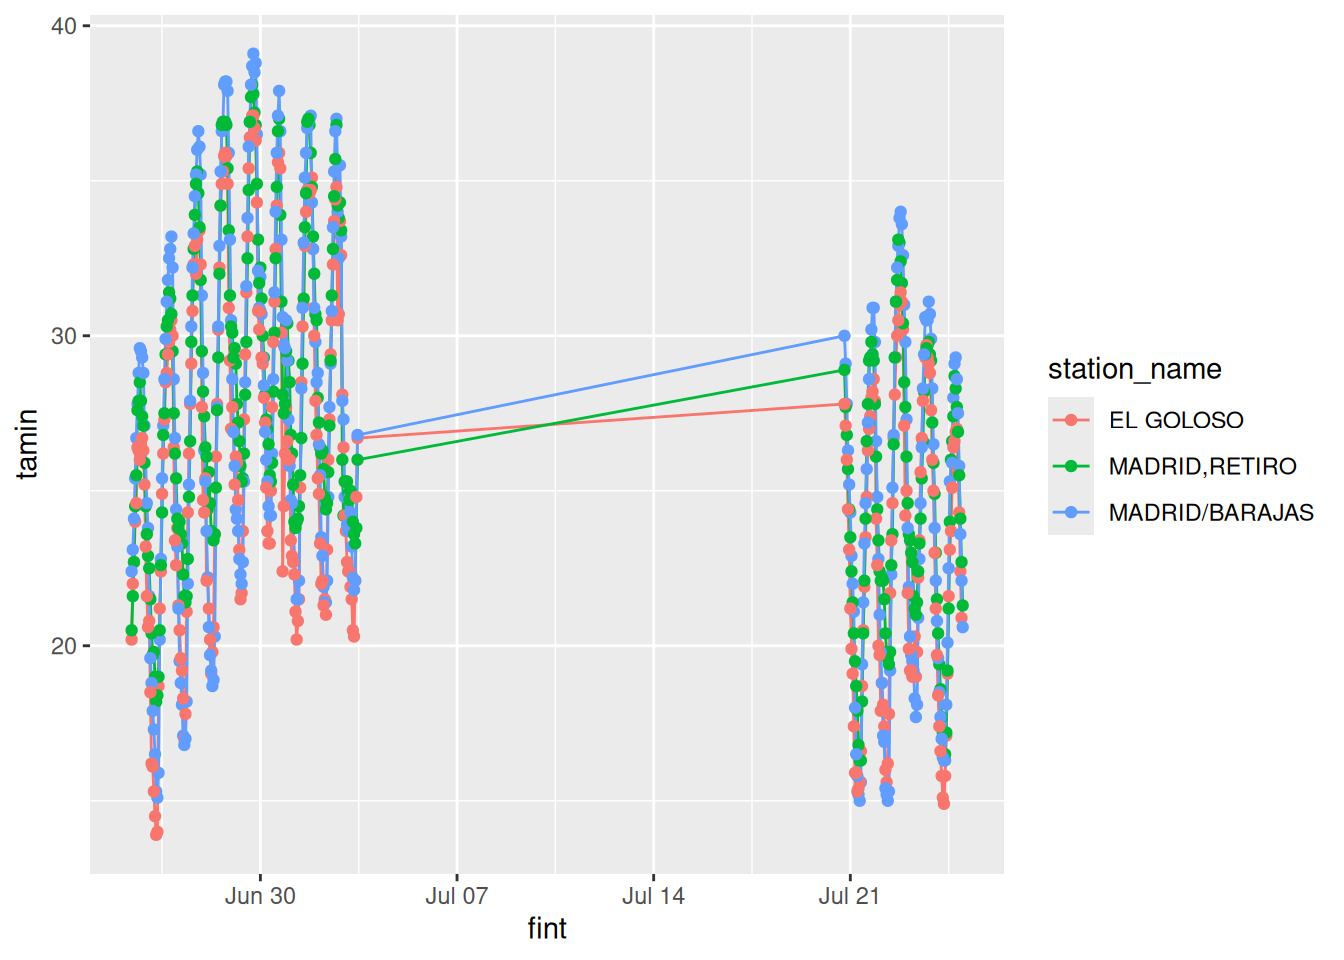 40
30
20
tamin
Jun 30
Jul 07
Jul 14
Jul 21
fint
station_name
EL GOLOSO
MADRID,RETIRO
MADRID/BARAJAS